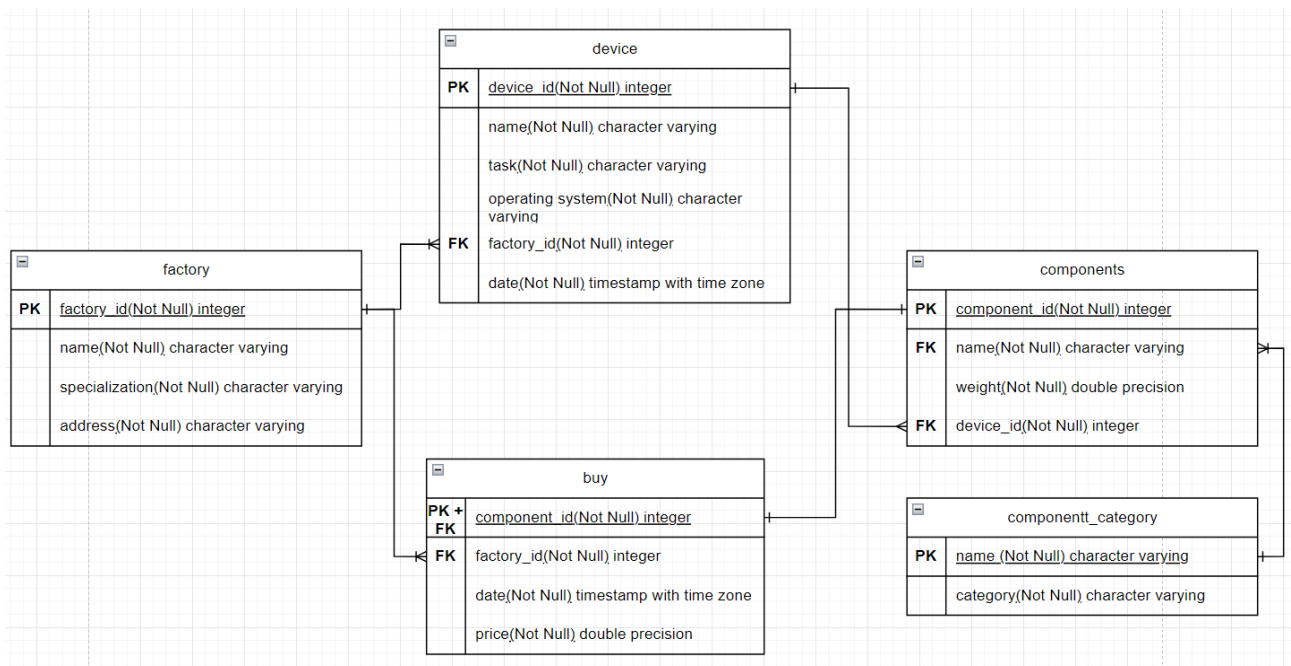 device
PK device_id(Not Null) integer
name(Not Null) character varying
task(Not Null) character varying
operating system(Not Null) character
varying
FK factory_id(Not Null) integer
date(Not Null) timestamp with time zone
factory
PK factory_id(Not Null) integer
name(Not Null) character varying
specialization(Not Null) character varying
address(Not Null) character varying
components
PK component_id(Not Null) integer
FK name(Not Null) character varying
weight(Not Null) double precision
FK device_id(Not Null) integer
buy
PK +
FK component_id(Not Null) integer
FK factory_id(Not Null) integer
date(Not Null) timestamp with time zone
price(Not Null) double precision
componentt_category
PK name (Not Null) character varying
category(Not Null) character varying